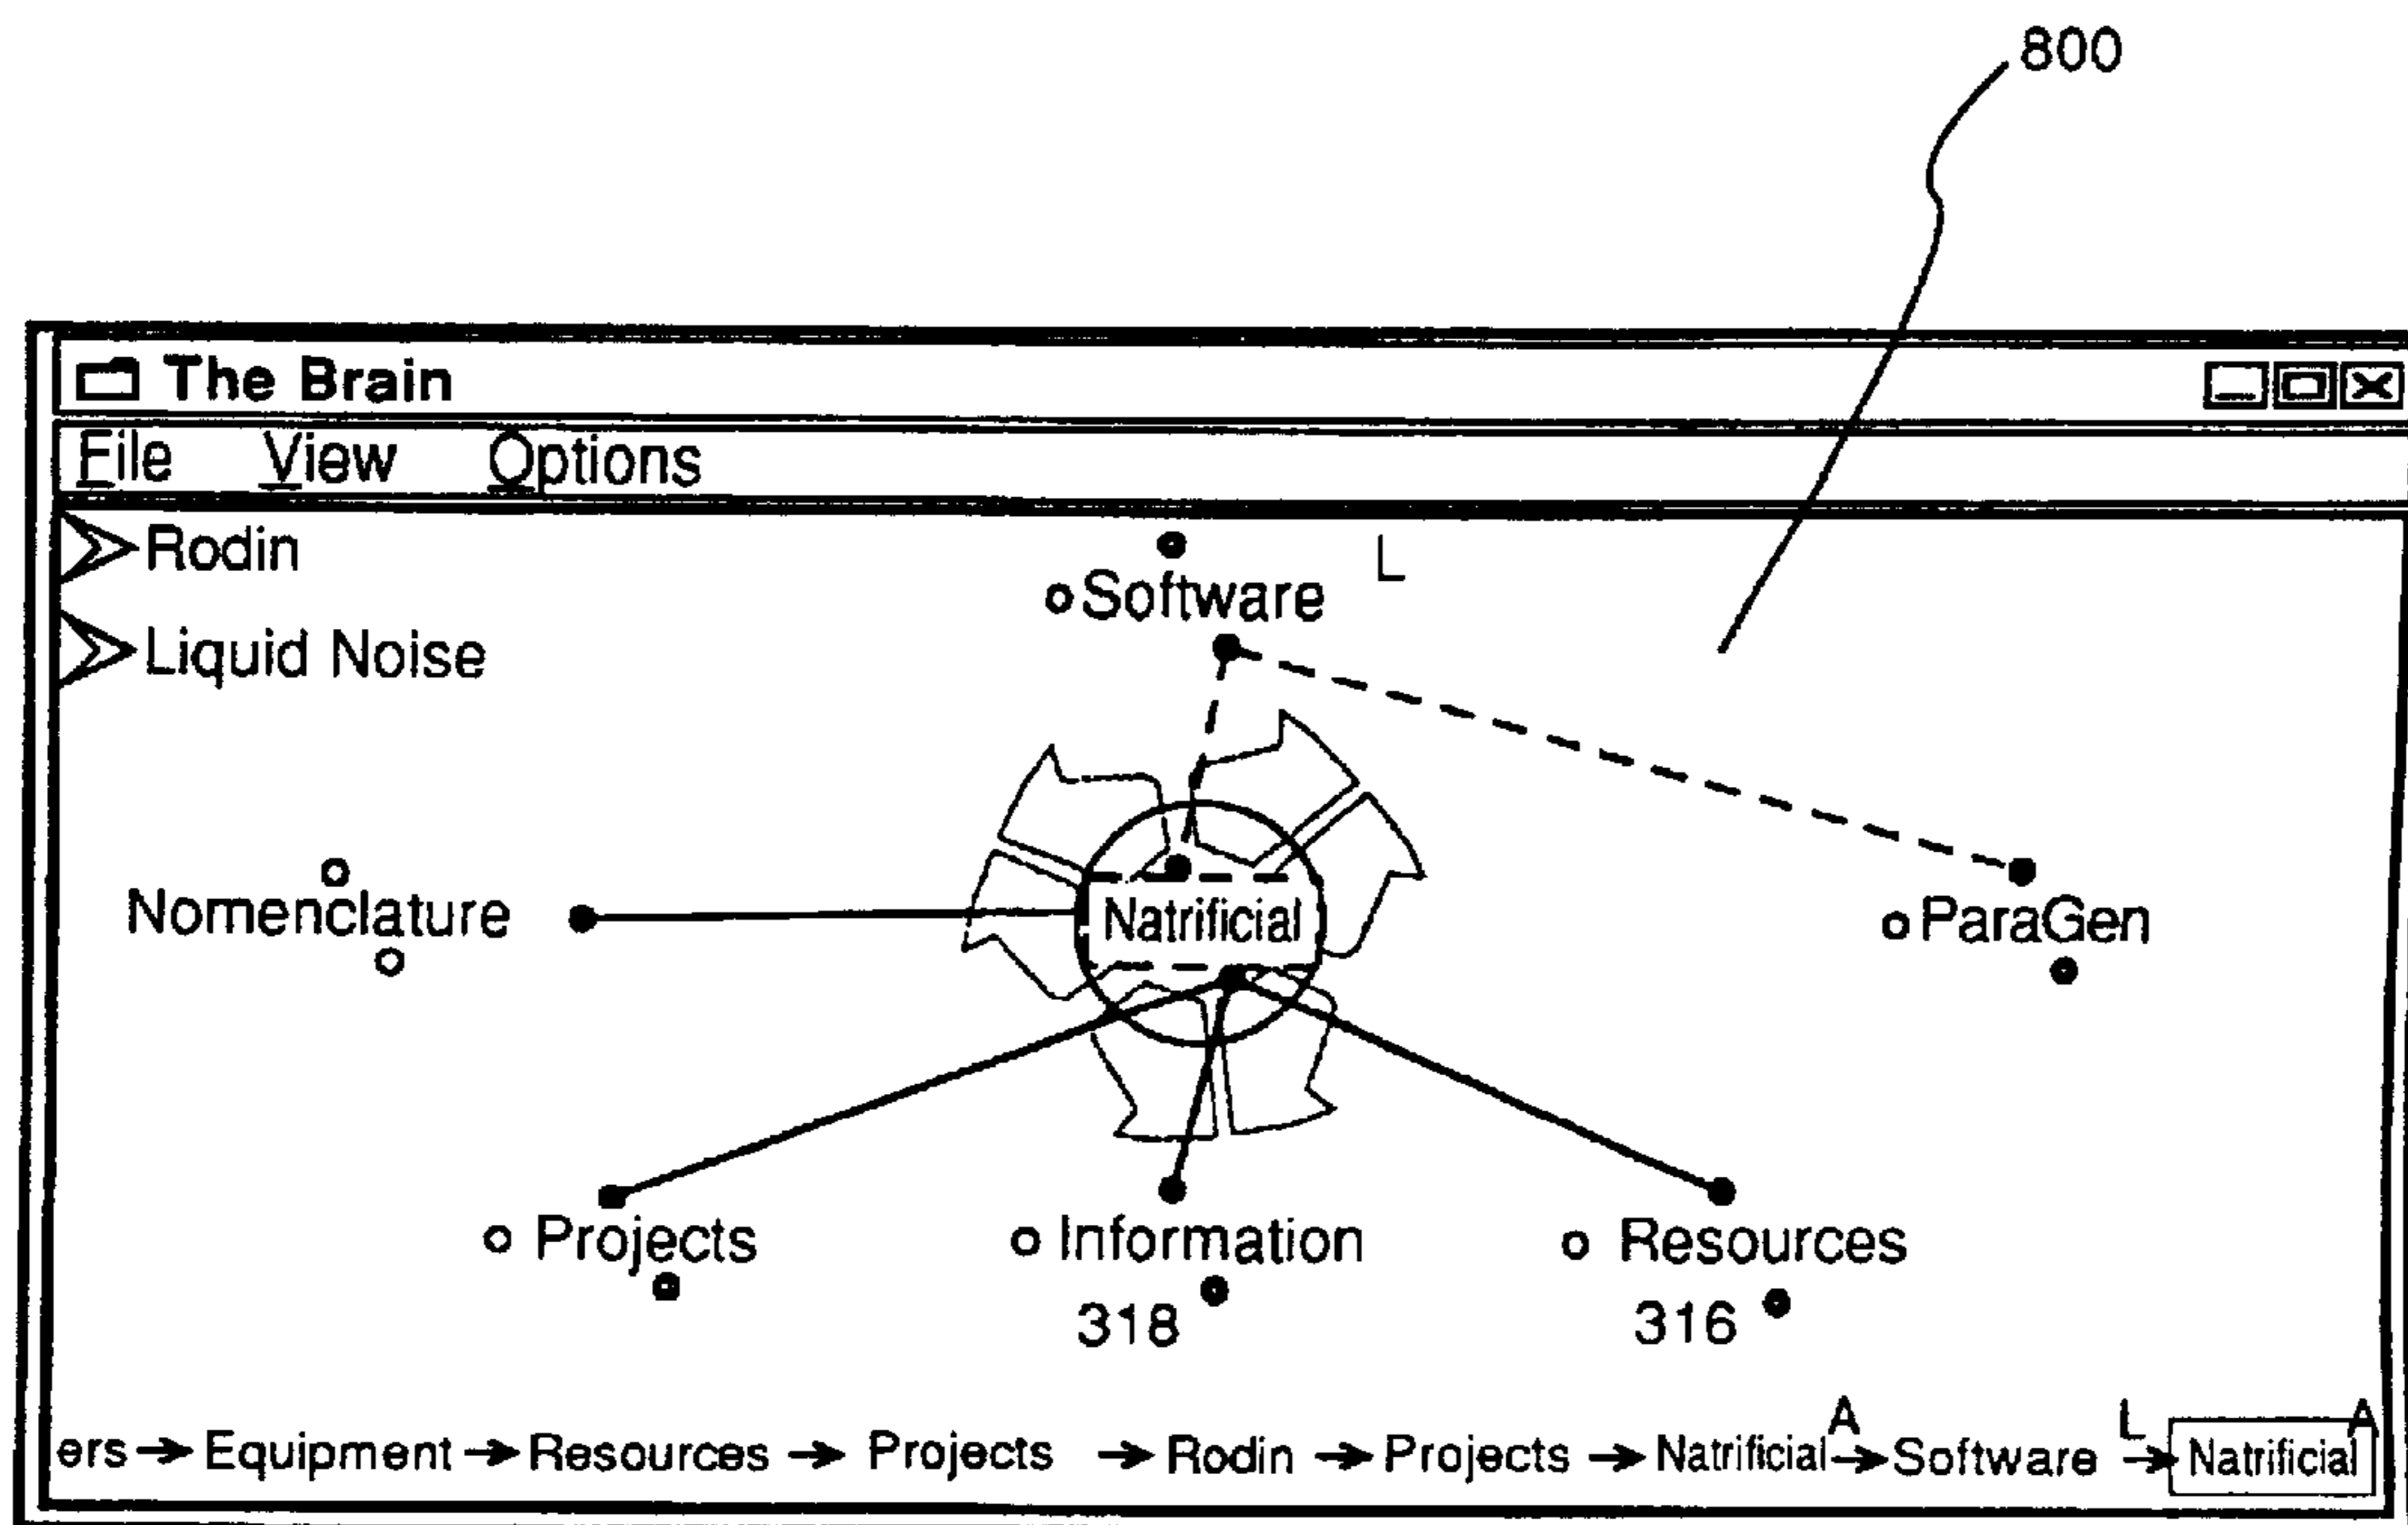 800
The Brain
File View Options
Rodin
Software L
Liquid Noise
Nomenclature
Natrificial
ParaGen
Projects
Information
Resources
318
316
A L A
ers → Equipment → Resources → Projects → Rodin → Projects → Natrificial → Software → Natrificial